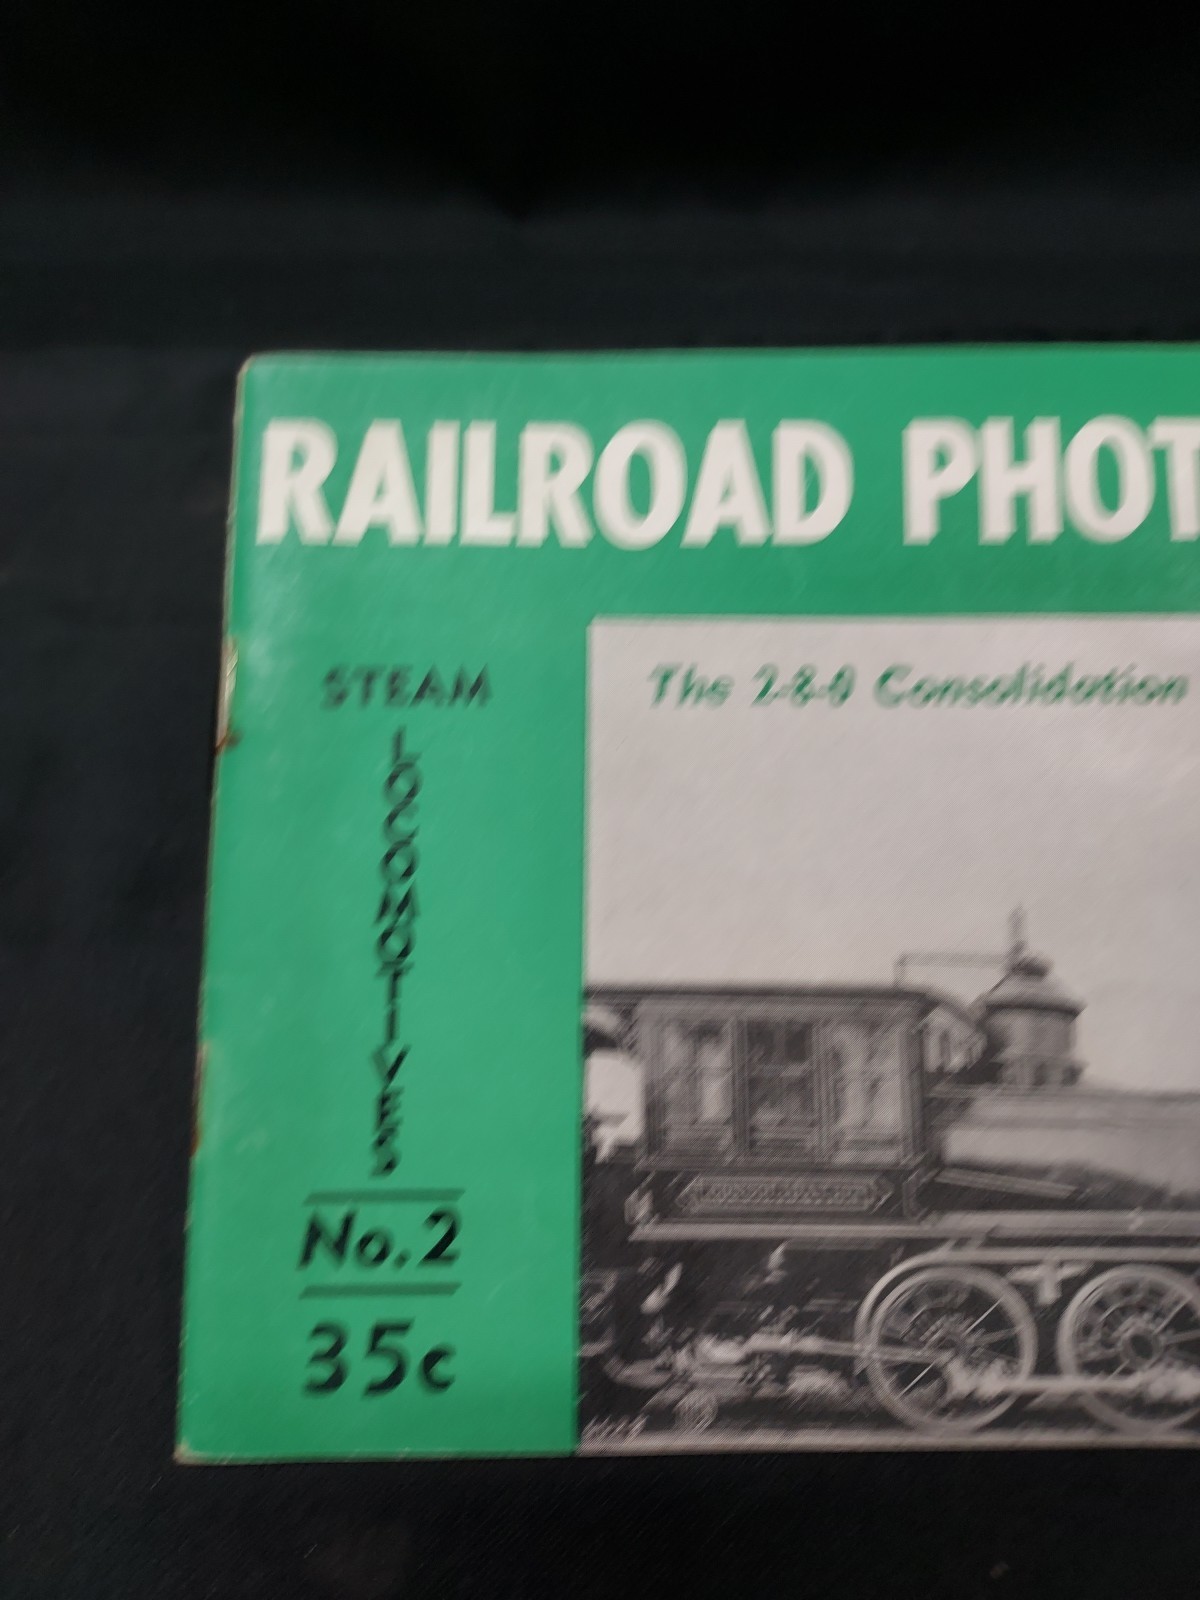 RAILROAD PHOT
STEAM
LOCOMOTIVES
The 2-8-0 Consolidation
No. 2
35c